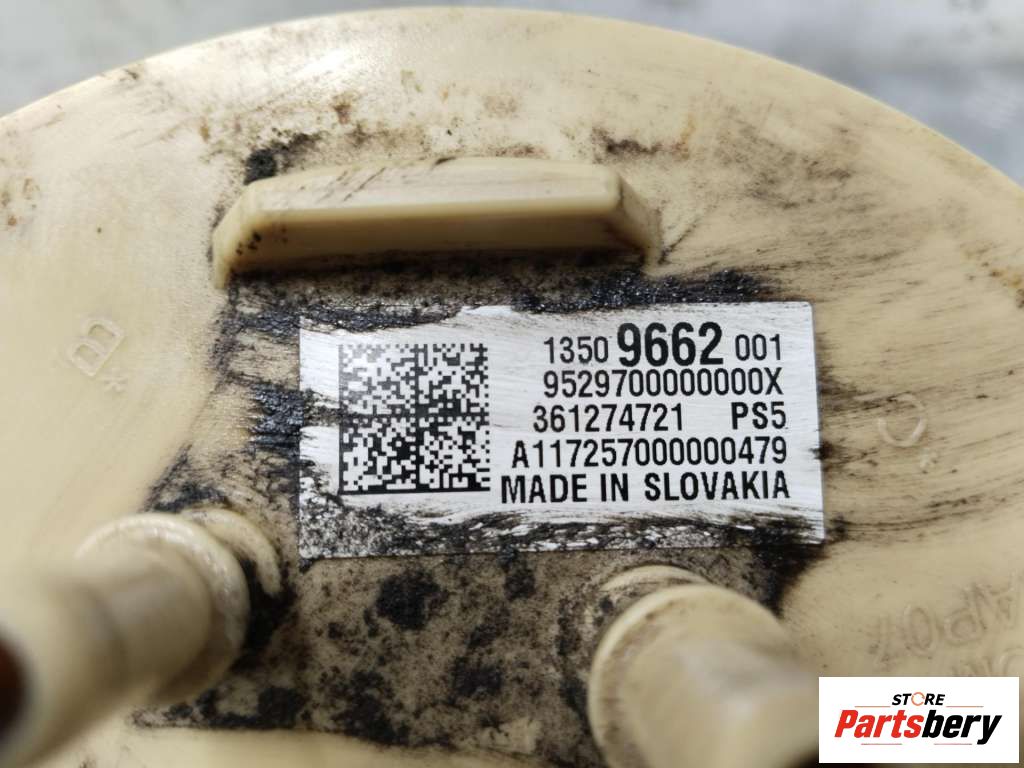 B
*
1350 9662 001
9529700000000X
361274721 PS5
A117257000000479
MADE IN SLOVAKIA
C
*
STORE
Partsbery